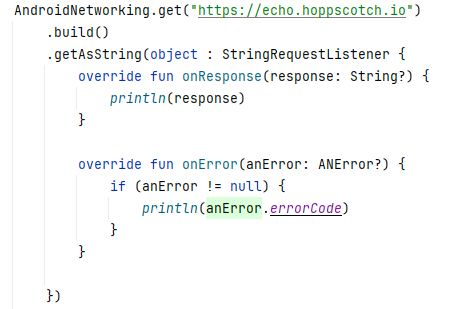 AndroidNetworking.get("https://echo.hoppscotch.io")
    .build()
    .getAsString(object : StringRequestListener {
        override fun onResponse(response: String?) {
            println(response)
        }

        override fun onError(anError: ANError?) {
            if (anError != null) {
                println(anError.errorCode)
            }
        }

    })